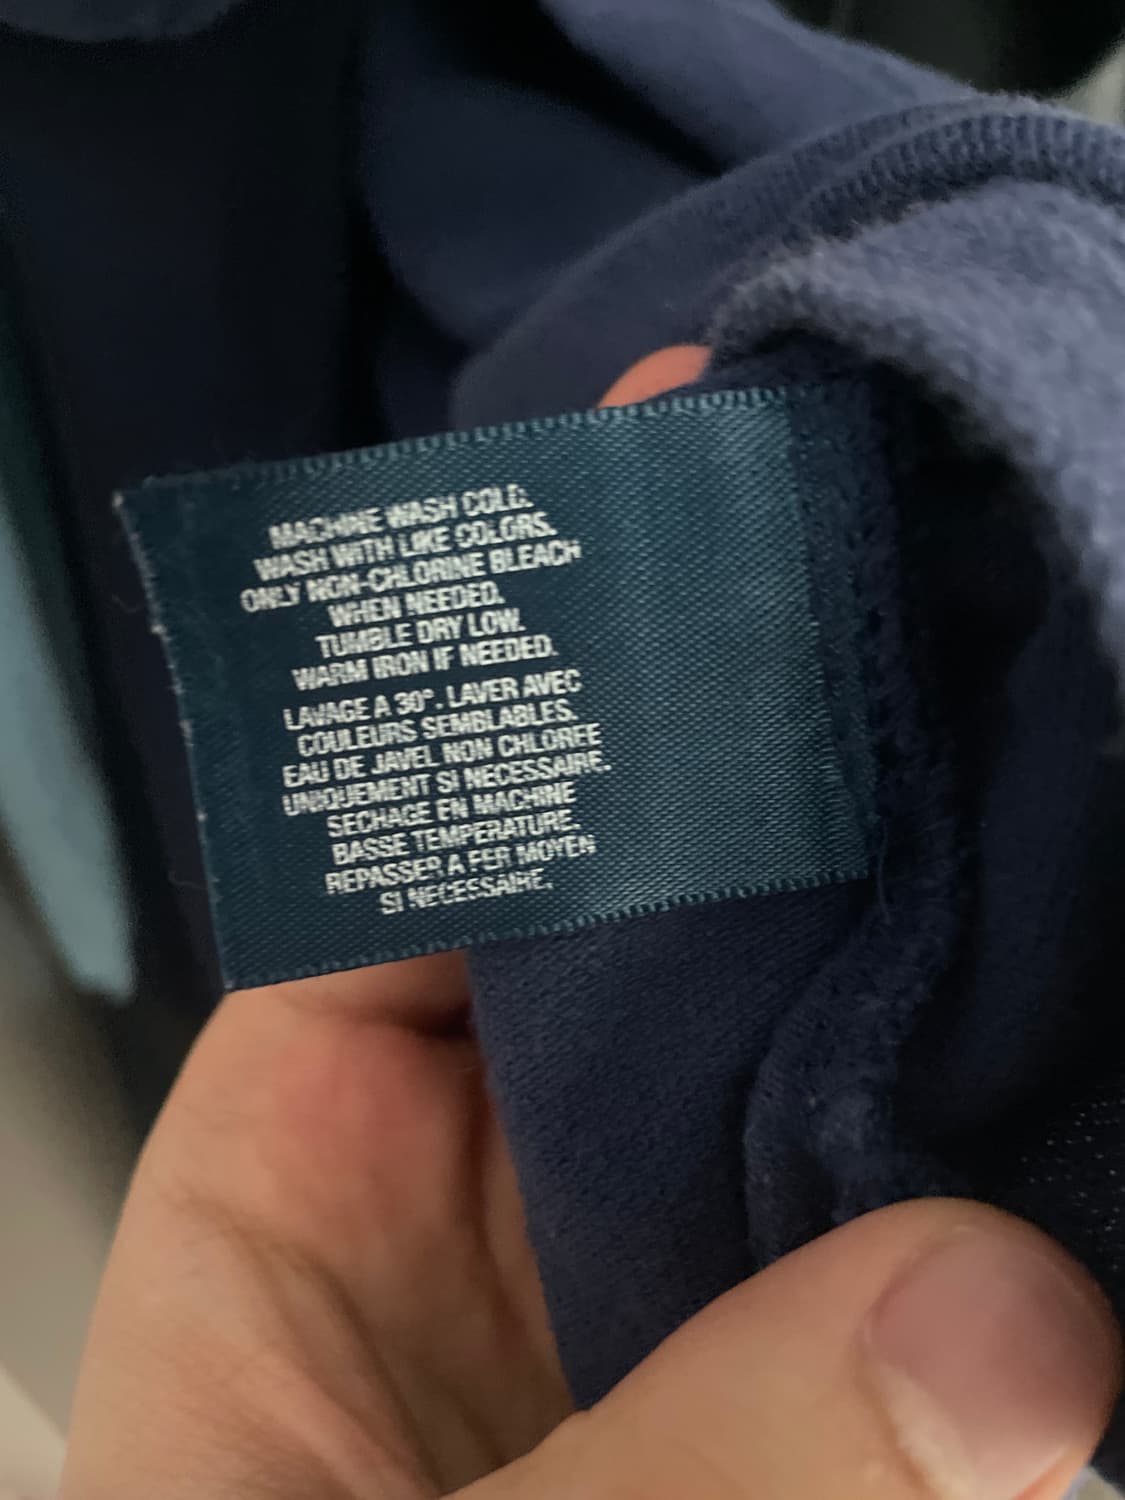 MACHINE WASH COLD.
WASH WITH LIKE COLORS.
ONLY NON-CHLORINE BLEACH
WHEN NEEDED.
TUMBLE DRY LOW.
WARM IRON IF NEEDED.
LAVAGE A 30°. LAVER AVEC
COULEURS SEMBLABLES.
EAU DE JAVEL NON CHLOREE
UNIQUEMENT SI NECESSAIRE.
SECHAGE EN MACHINE
BASSE TEMPERATURE.
REPASSER A FER MOYEN
SI NECESSAIRE.